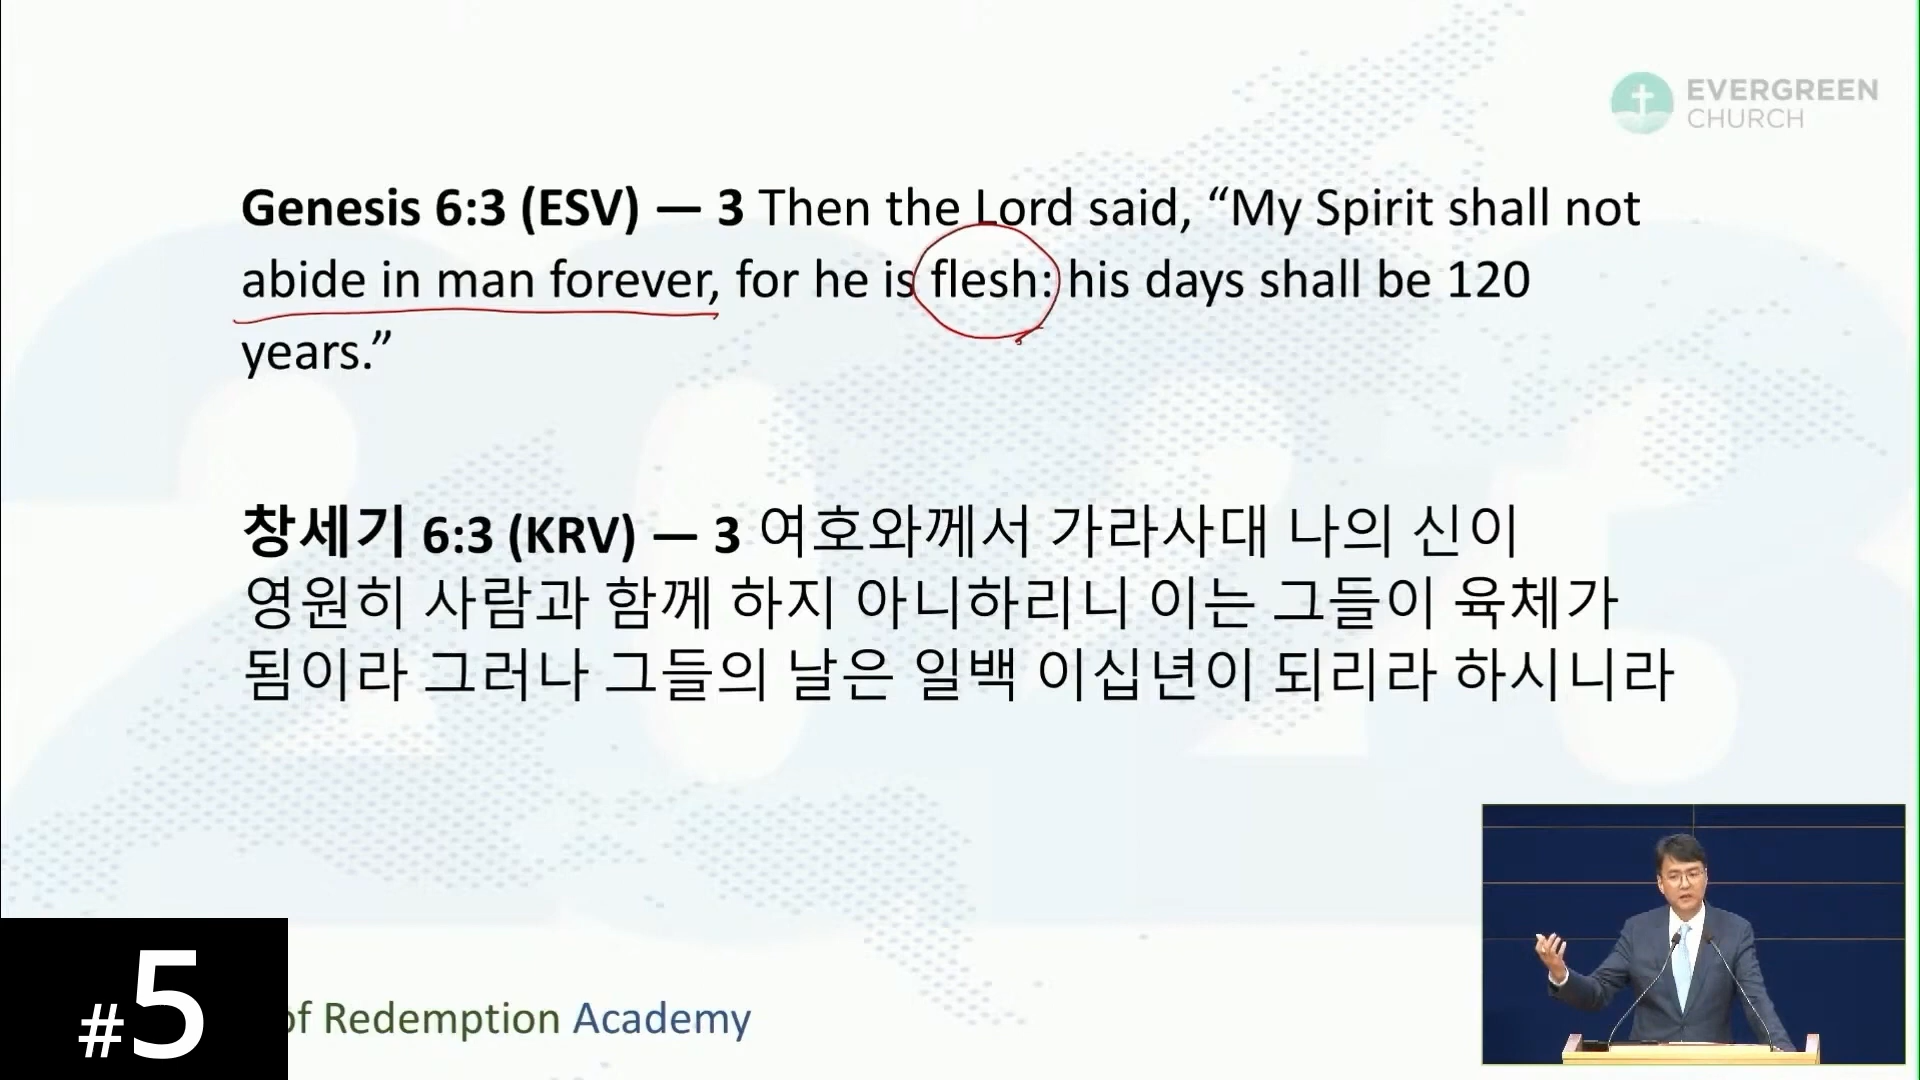 EVERGREEN
CHURCH
Genesis 6:3 (ESV) — 3 Then the Lord said, “My Spirit shall not
abide in man forever, for he is flesh: his days shall be 120
years.”
창세기 6:3 (KRV) — 3 여호와께서 가라사대 나의 신이
영원히 사람과 함께 하지 아니하리니 이는 그들이 육체가
됨이라 그러나 그들의 날은 일백 이십년이 되리라 하시니라
#5
of Redemption Academy